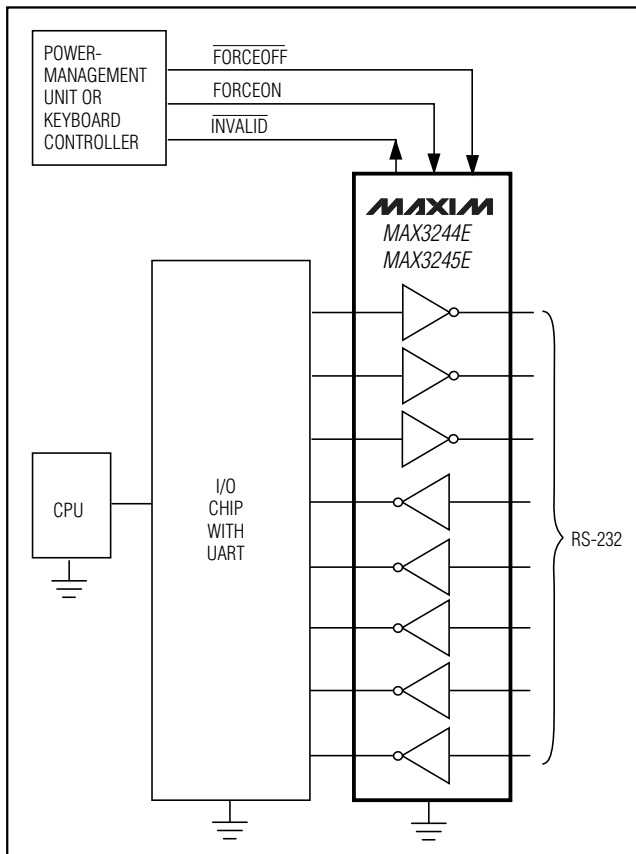 POWER-
MANAGEMENT
UNIT OR
KEYBOARD
CONTROLLER
FORCEOFF
FORCEON
INVALID
MAXIM
MAX3244E
MAX3245E
CPU
I/O
CHIP
WITH
UART
RS-232